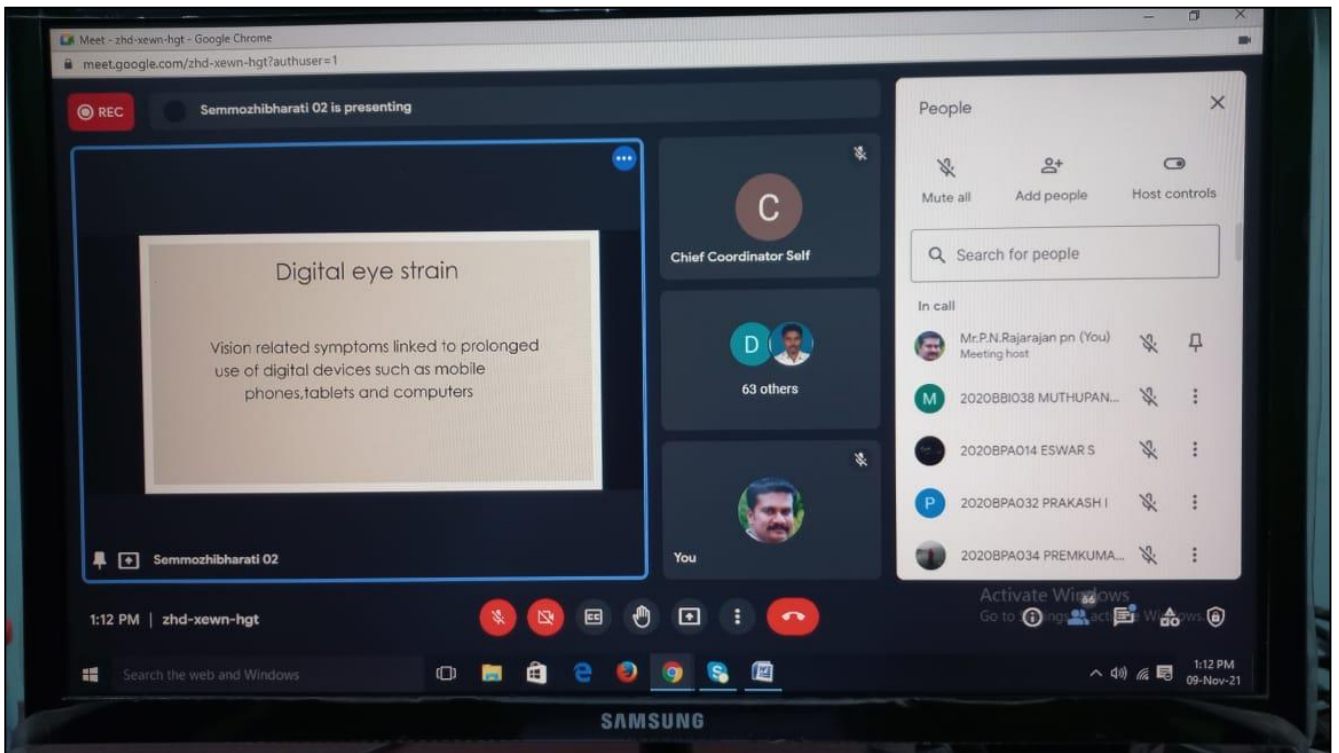 Meet - zhd-xewn-hgt - Google Chrome
meet.google.com/zhd-xewn-hgt?authuser=1
REC
Semmozhibharati 02 is presenting
Digital eye strain
Vision related symptoms linked to prolonged
use of digital devices such as mobile
phones,tablets and computers
Semmozhibharati 02
C
Chief Coordinator Self
D
63 others
You
People
Mute all
Add people
Host controls
Search for people
In call
Mr.P.N.Rajarajan pn (You)
Meeting host
M
2020BBI038 MUTHUPAN...
2020BPA014 ESWAR S
P
2020BPA032 PRAKASH I
2020BPA034 PREMKUMA...
Activate Windows
Go to
66
1:12 PM | zhd-xewn-hgt
CC
Search the web and Windows
1:12 PM
09-Nov-21
SAMSUNG